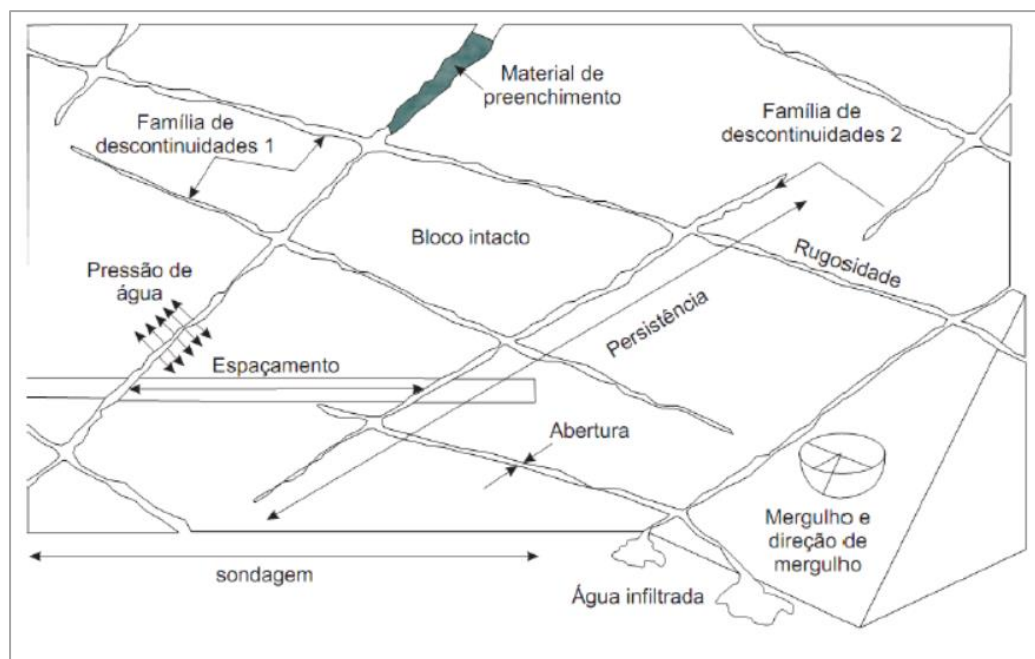 Material de
preenchimento
Família de
descontinuidades 1
Família de
descontinuidades 2
Bloco intacto
Rugosidade
Pressão de
água
Persistência
Espaçamento
Abertura
Mergulho e
direção de
mergulho
sondagem
Água infiltrada